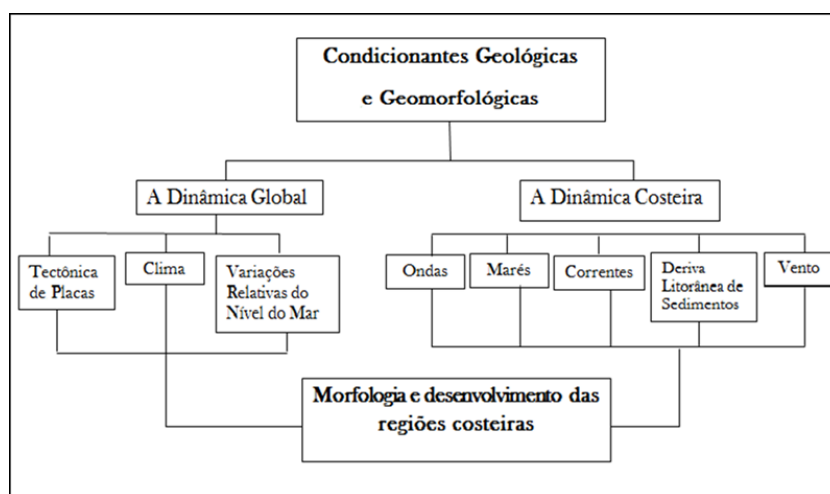 Condicionantes Geológicas
e Geomorfológicas
A Dinâmica Global
A Dinâmica Costeira
Tectônica
de Placas
Clima
Variações
Relativas do
Nível do Mar
Ondas
Marés
Correntes
Deriva
Litorânea de
Sedimentos
Vento
Morfologia e desenvolvimento das
regiões costeiras